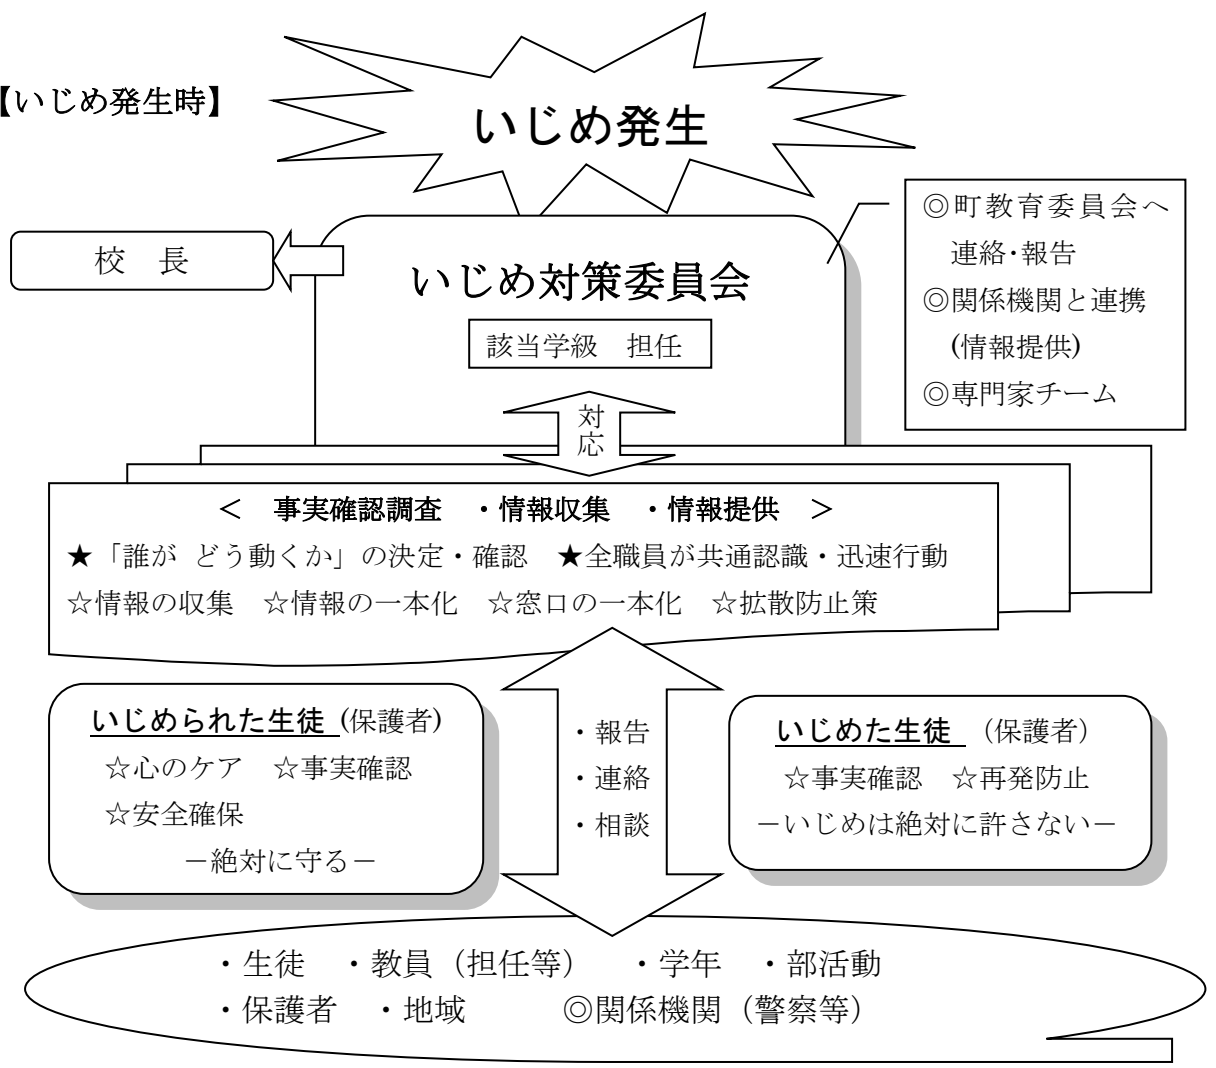 【いじめ発生時】
いじめ発生
校　長
いじめ対策委員会
該当学級　担任
◎町教育委員会へ
連絡･報告
◎関係機関と連携
(情報提供)
◎専門家チーム
対応
＜　事実確認調査　・情報収集　・情報提供　＞
★「誰が どう動くか」の決定・確認　★全職員が共通認識・迅速行動
☆情報の収集　☆情報の一本化　☆窓口の一本化　☆拡散防止策
いじめられた生徒 (保護者)
☆心のケア　☆事実確認
☆安全確保
－絶対に守る－
・報告
・連絡
・相談
いじめた生徒　（保護者）
☆事実確認　☆再発防止
－いじめは絶対に許さない－
・生徒　・教員（担任等）　・学年　・部活動
・保護者　・地域　　　◎関係機関（警察等）